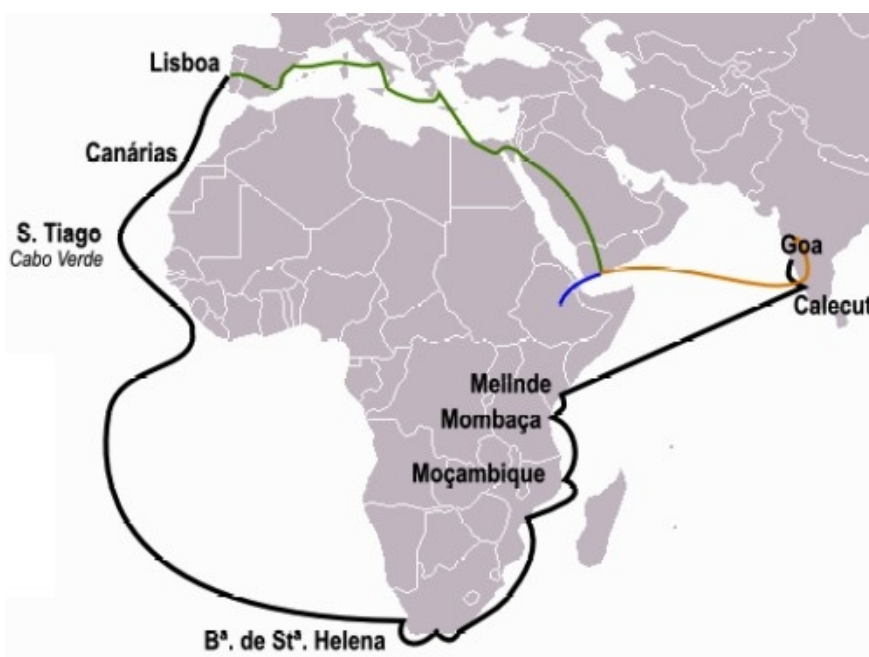 Lisboa
Canárias
S. Tiago
Cabo Verde
Goa
Calecut
MelInde
Mombaça
Moçambique
Bª. de Stª. Helena